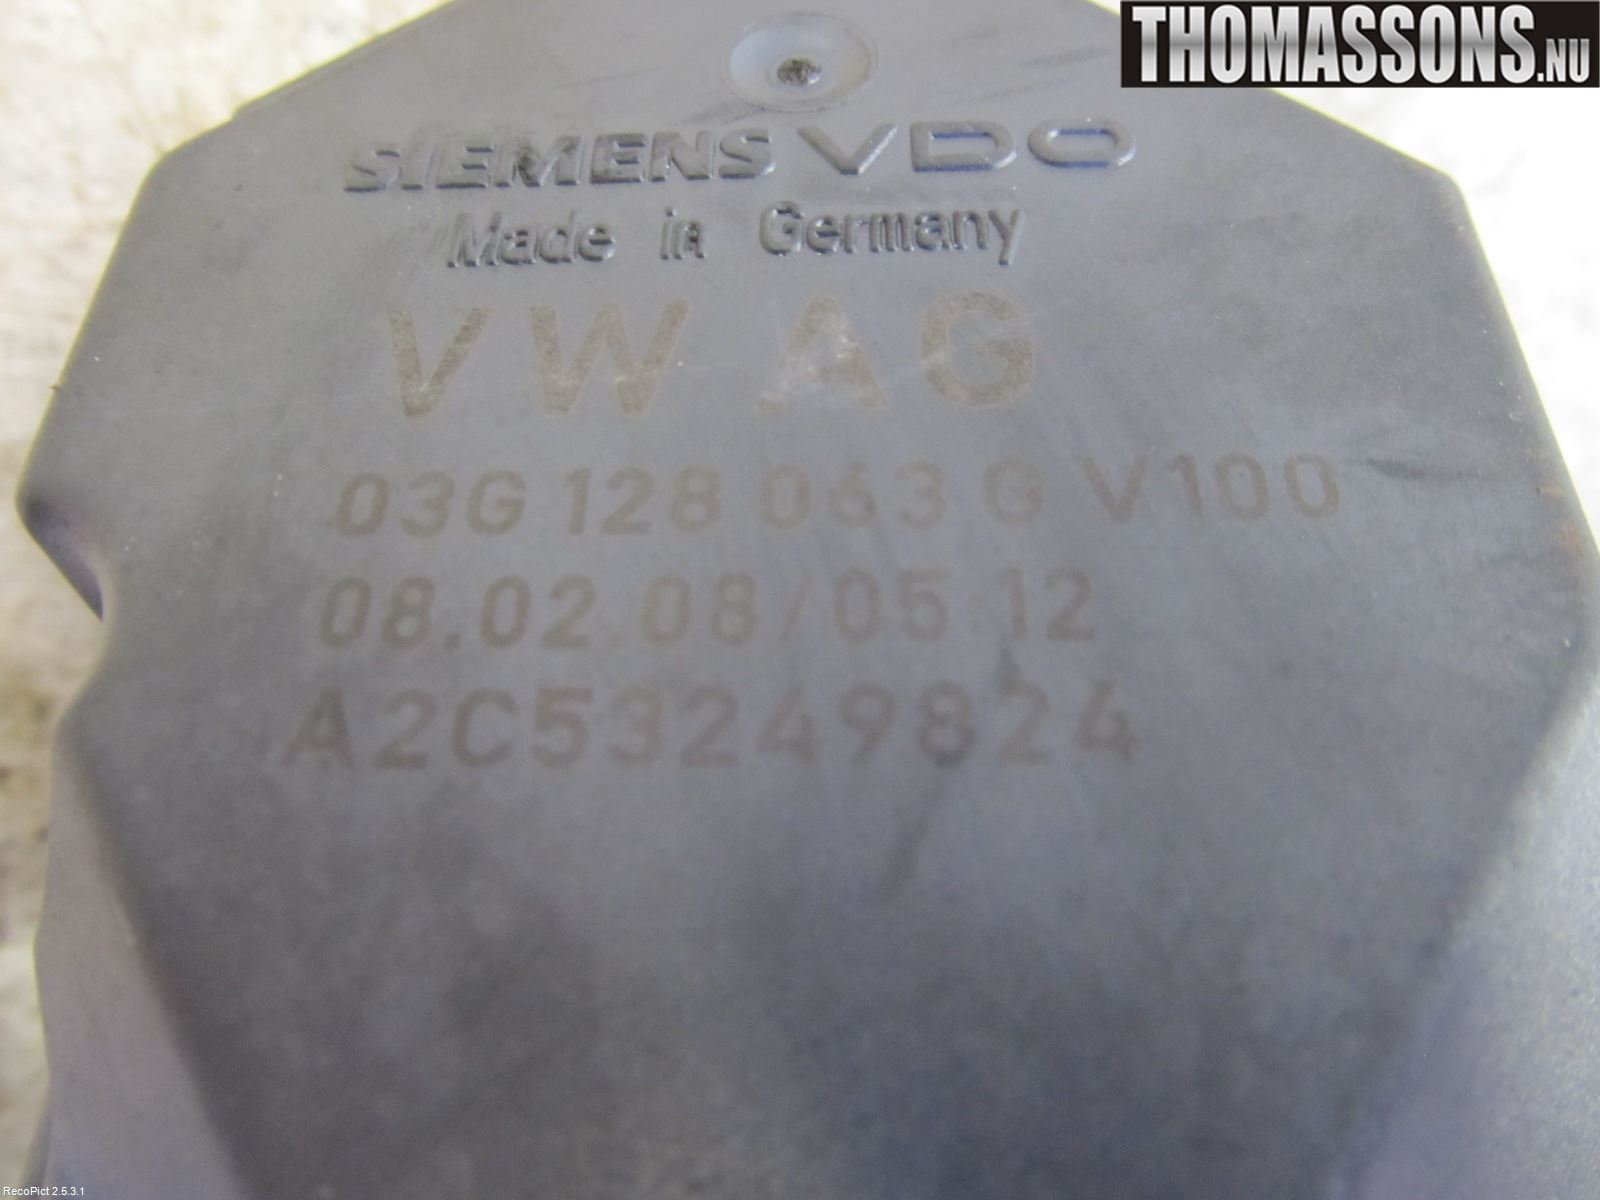 THOMASSONS.NU
SIEMENS VDO
Made in Germany
VW AG
03G 128 063 G V100
08.02.08/05:12
A2C53249824
RecoPict 2.5.3.1